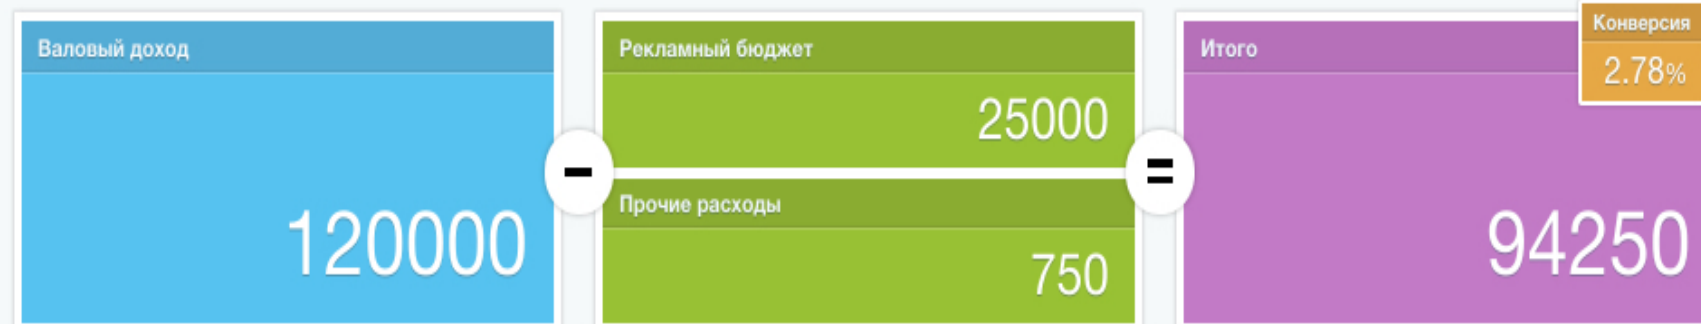 Валовый доход
120000
−
Рекламный бюджет
25000
Прочие расходы
750
=
Итого
94250
Конверсия
2.78%